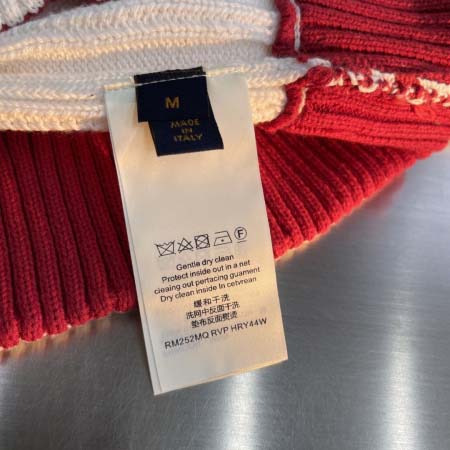 M
MADE
IN
ITALY
F
Gentle dry clean
Protect inside out in a net
cieaing out pertacing guament
Dry clean inside in cetvrean
缓和干洗
洗网中反面干洗
垫布反面熨烫
RM252MQ RVP HRY44W